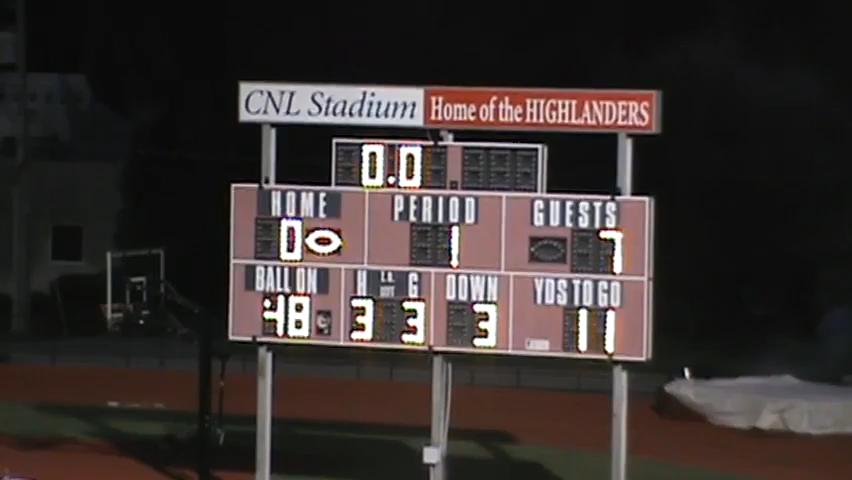 CNL Stadium Home of the HIGHLANDERS
0.0
HOME PERIOD GUESTS
0 1 7
BALL ON H T.O. LEFT G DOWN YDS TO GO
48 3 3 3 11